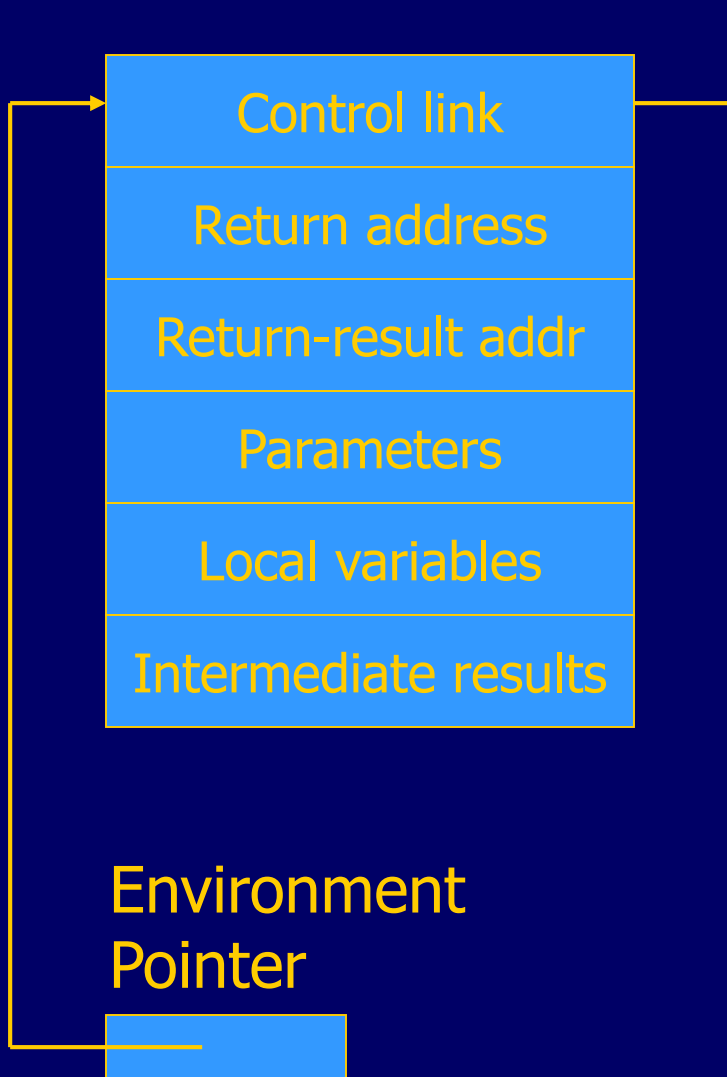 Control link
Return address
Return-result addr
Parameters
Local variables
Intermediate results
Environment
Pointer